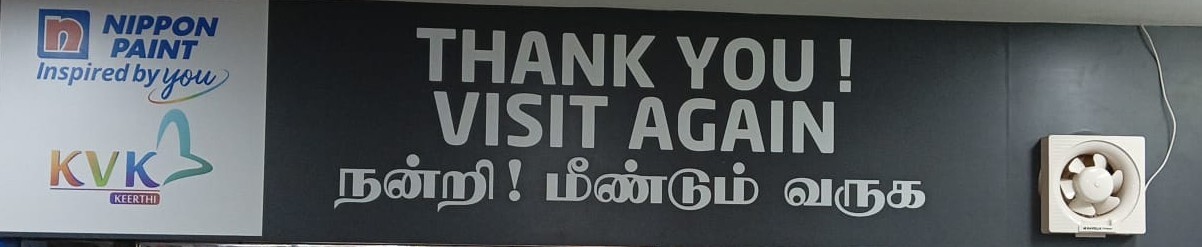 NIPPON
PAINT
Inspired by you
KVK
KEERTHI
THANK YOU !
VISIT AGAIN
நன்றி! மீண்டும் வருக